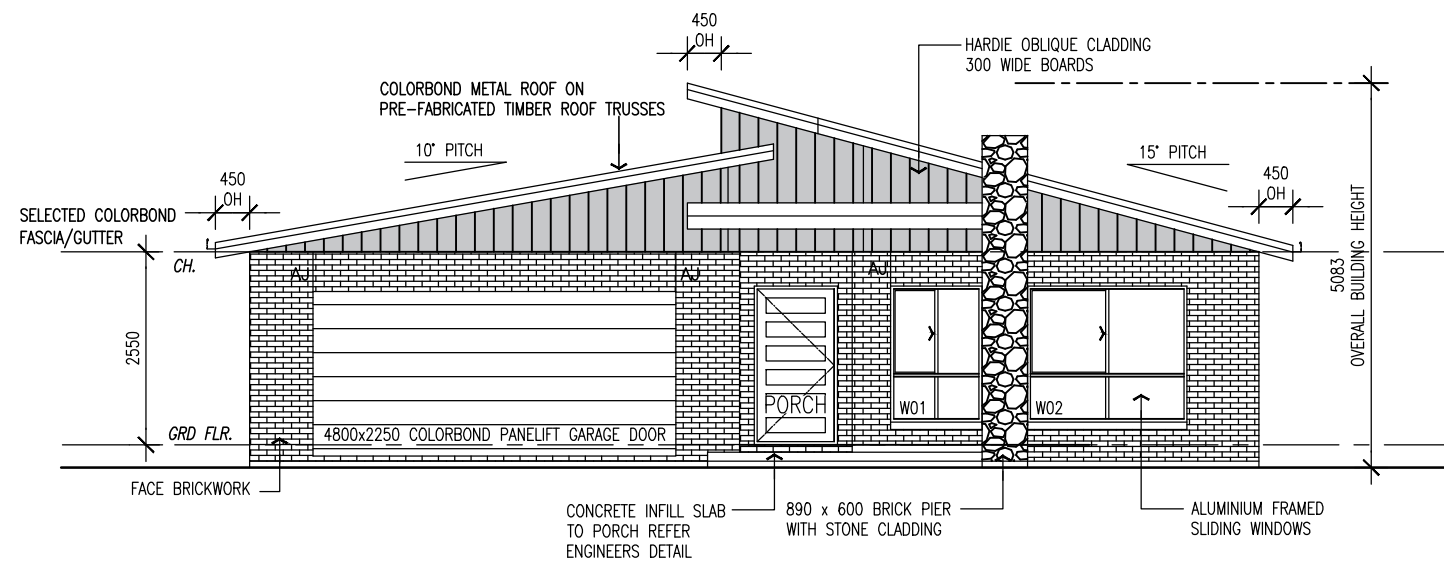 450
OH
HARDIE OBLIQUE CLADDING
300 WIDE BOARDS
COLORBOND METAL ROOF ON
PRE-FABRICATED TIMBER ROOF TRUSSES
10° PITCH
15° PITCH
450
OH
450
OH
SELECTED COLORBOND
FASCIA/GUTTER
CH.
AJ
AJ
AJ
5083
OVERALL BUILDING HEIGHT
2550
PORCH
W01
W02
GRD FLR.
4800x2250 COLORBOND PANELIFT GARAGE DOOR
FACE BRICKWORK
CONCRETE INFILL SLAB
TO PORCH REFER
ENGINEERS DETAIL
890 x 600 BRICK PIER
WITH STONE CLADDING
ALUMINIUM FRAMED
SLIDING WINDOWS